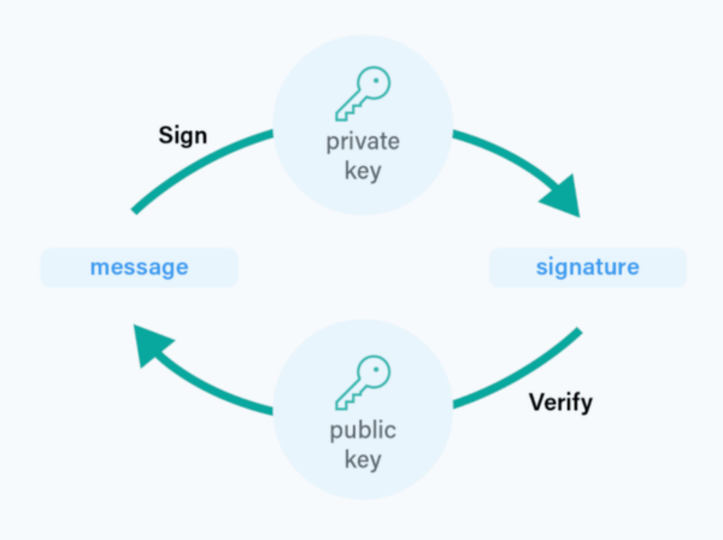 Sign
private
key
message
signature
public
key
Verify